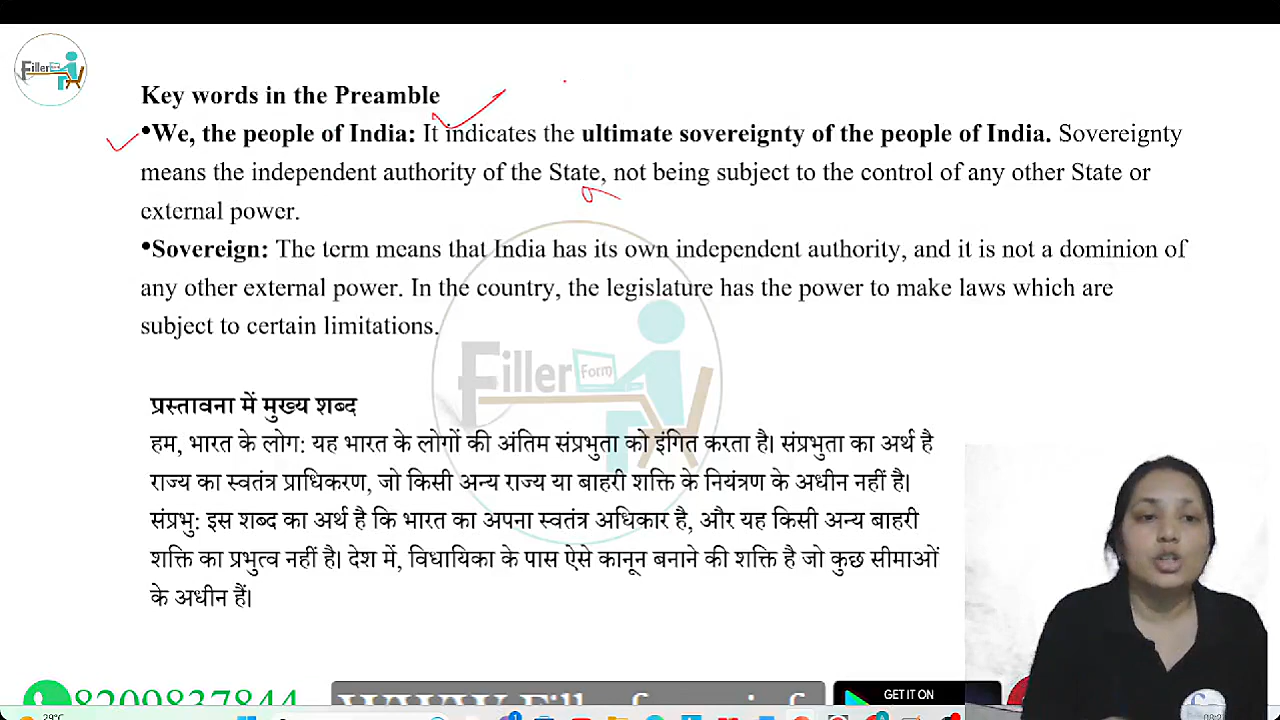 Filler
Key words in the Preamble
•We, the people of India: It indicates the ultimate sovereignty of the people of India. Sovereignty
means the independent authority of the State, not being subject to the control of any other State or
external power.
•Sovereign: The term means that India has its own independent authority, and it is not a dominion of
any other external power. In the country, the legislature has the power to make laws which are
subject to certain limitations.
Filler Form
प्रस्तावना में मुख्य शब्द
हम, भारत के लोग: यह भारत के लोगों की अंतिम संप्रभुता को इंगित करता है। संप्रभुता का अर्थ है
राज्य का स्वतंत्र प्राधिकरण, जो किसी अन्य राज्य या बाहरी शक्ति के नियंत्रण के अधीन नहीं है।
संप्रभु: इस शब्द का अर्थ है कि भारत का अपना स्वतंत्र अधिकार है, और यह किसी अन्य बाहरी
शक्ति का प्रभुत्व नहीं है। देश में, विधायिका के पास ऐसे कानून बनाने की शक्ति है जो कुछ सीमाओं
के अधीन हैं।
8209837844
GET IT ON
29°C